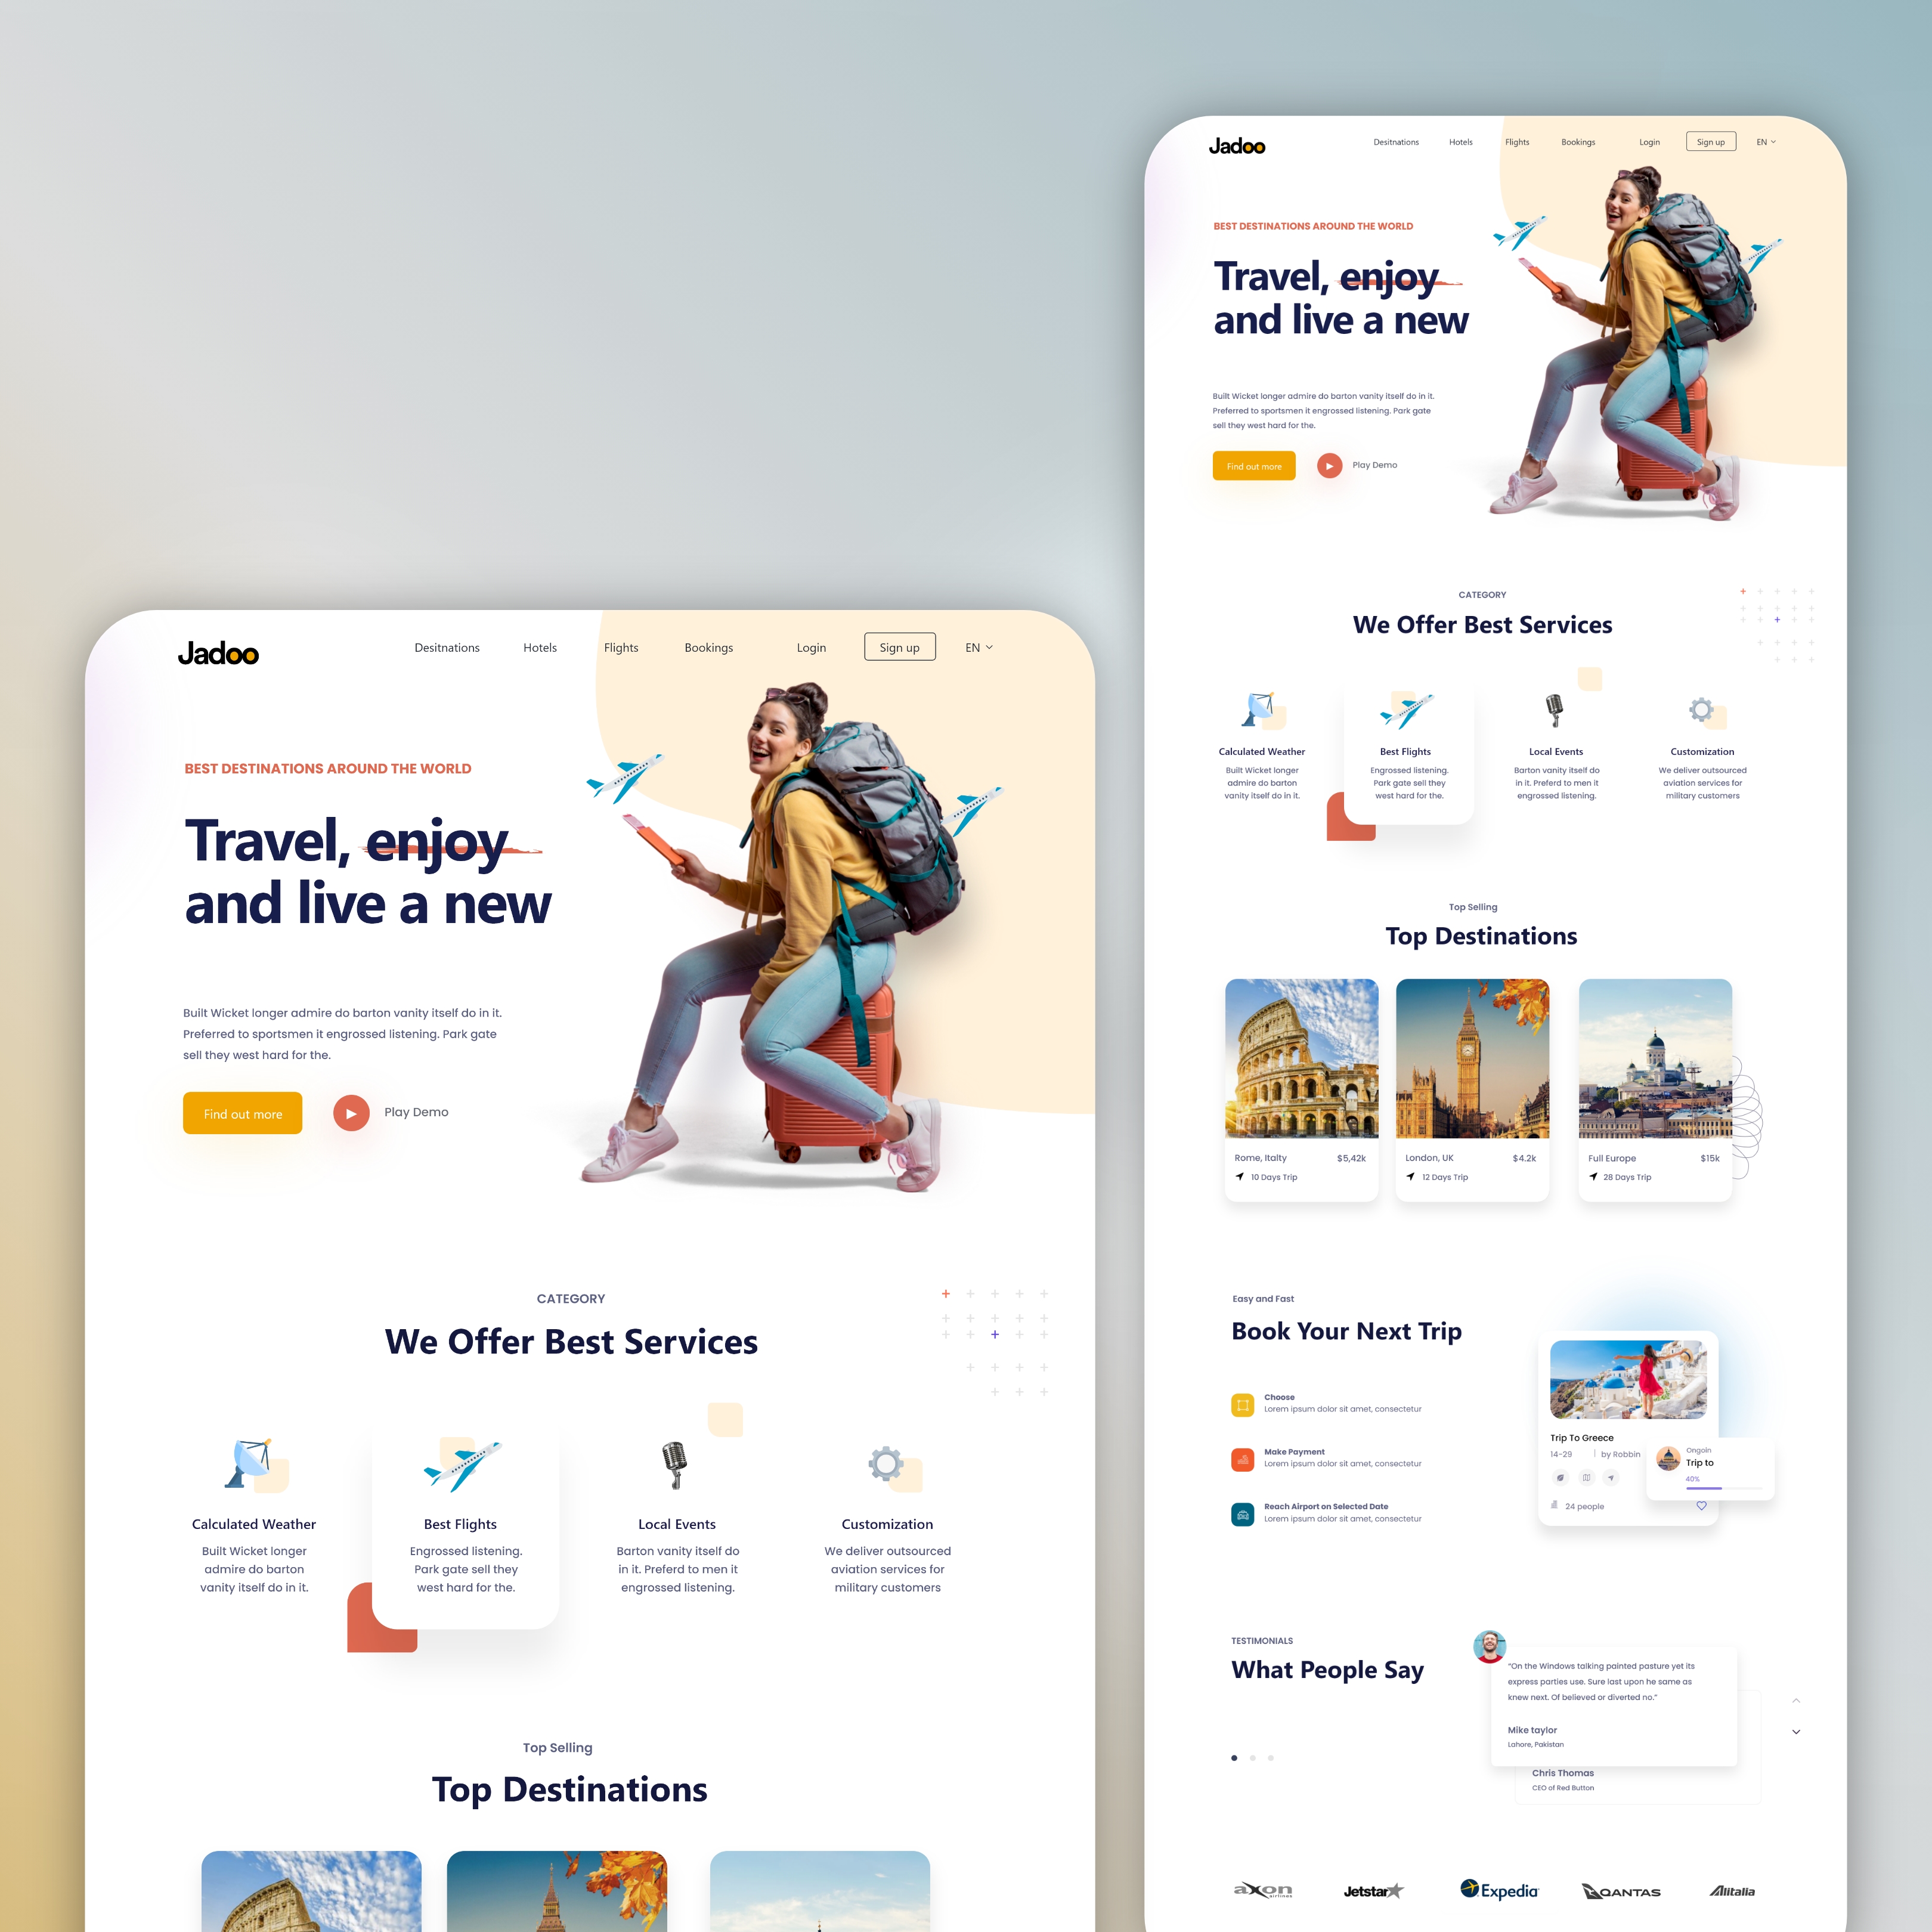 Jadoo
Desitnations Hotels Flights Bookings Login Sign up EN
BEST DESTINATIONS AROUND THE WORLD
Travel, enjoy
and live a new
Built Wicket longer admire do barton vanity itself do in it.
Preferred to sportsmen it engrossed listening. Park gate
sell they west hard for the.
Find out more
Play Demo
CATEGORY
We Offer Best Services
Calculated Weather
Built Wicket longer
admire do barton
vanity itself do in it.
Best Flights
Engrossed listening.
Park gate sell they
west hard for the.
Local Events
Barton vanity itself do
in it. Preferd to men it
engrossed listening.
Customization
We deliver outsourced
aviation services for
military customers
Top Selling
Top Destinations
Jadoo
Desitnations Hotels Flights Bookings Login Sign up EN
BEST DESTINATIONS AROUND THE WORLD
Travel, enjoy
and live a new
Built Wicket longer admire do barton vanity itself do in it.
Preferred to sportsmen it engrossed listening. Park gate
sell they west hard for the.
Find out more
Play Demo
CATEGORY
We Offer Best Services
Calculated Weather
Built Wicket longer
admire do barton
vanity itself do in it.
Best Flights
Engrossed listening.
Park gate sell they
west hard for the.
Local Events
Barton vanity itself do
in it. Preferd to men it
engrossed listening.
Customization
We deliver outsourced
aviation services for
military customers
Top Selling
Top Destinations
Rome, Italty $5,42k
10 Days Trip
London, UK $4.2k
12 Days Trip
Full Europe $15k
28 Days Trip
Easy and Fast
Book Your Next Trip
Choose
Lorem ipsum dolor sit amet, consectetur
Make Payment
Lorem ipsum dolor sit amet, consectetur
Reach Airport on Selected Date
Lorem ipsum dolor sit amet, consectetur
Trip To Greece
14-29 | by Robbin
24 people
Ongoin
Trip to
40%
TESTIMONIALS
What People Say
“On the Windows talking painted pasture yet its
express parties use. Sure last upon he same as
knew next. Of believed or diverted no.”
Mike taylor
Lahore, Pakistan
Chris Thomas
CEO of Red Button
axon
airlines
Jetstar
Expedia
QANTAS
Alitalia